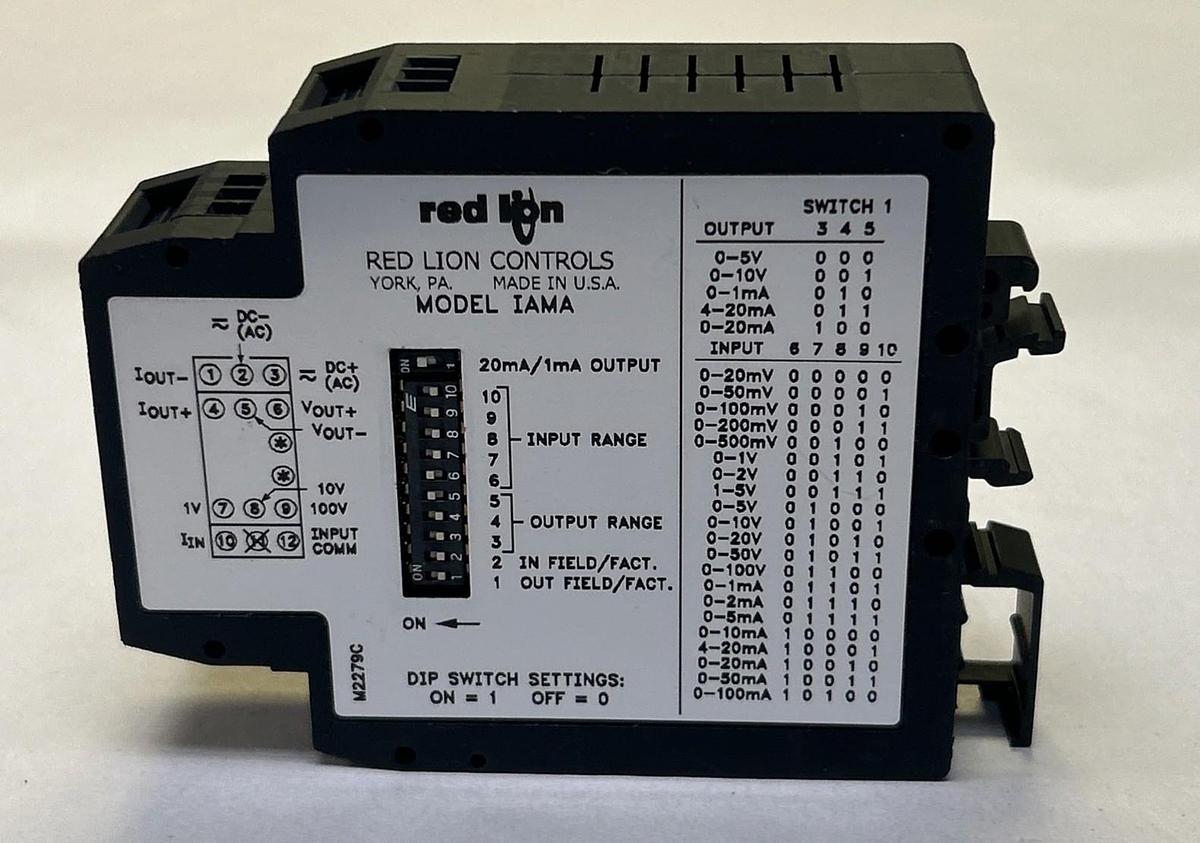 red lion
RED LION CONTROLS
YORK, PA. MADE IN U.S.A.
MODEL IAMA
≂ DC- (AC)
IOUT- 1 2 3 ≂ DC+ (AC)
IOUT+ 4 5 6 VOUT+
VOUT-
*
*
10V
1V 7 8 9 100V
IIN 10 11 12 INPUT COMM
ON 1
20mA/1mA OUTPUT
10 9 8 7 6 5 4 3 2 1
ON
10
9
8 INPUT RANGE
7
6
5
4 OUTPUT RANGE
3
2 IN FIELD/FACT.
1 OUT FIELD/FACT.
ON ←
M2279C
DIP SWITCH SETTINGS:
ON = 1 OFF = 0
SWITCH 1
OUTPUT 3 4 5
0-5V 0 0 0
0-10V 0 0 1
0-1mA 0 1 0
4-20mA 0 1 1
0-20mA 1 0 0
INPUT 6 7 8 9 10
0-20mV 0 0 0 0 0
0-50mV 0 0 0 0 1
0-100mV 0 0 0 1 0
0-200mV 0 0 0 1 1
0-500mV 0 0 1 0 0
0-1V 0 0 1 0 1
0-2V 0 0 1 1 0
1-5V 0 0 1 1 1
0-5V 0 1 0 0 0
0-10V 0 1 0 0 1
0-20V 0 1 0 1 0
0-50V 0 1 0 1 1
0-100V 0 1 1 0 0
0-1mA 0 1 1 0 1
0-2mA 0 1 1 1 0
0-5mA 0 1 1 1 1
0-10mA 1 0 0 0 0
4-20mA 1 0 0 0 1
0-20mA 1 0 0 1 0
0-50mA 1 0 0 1 1
0-100mA 1 0 1 0 0